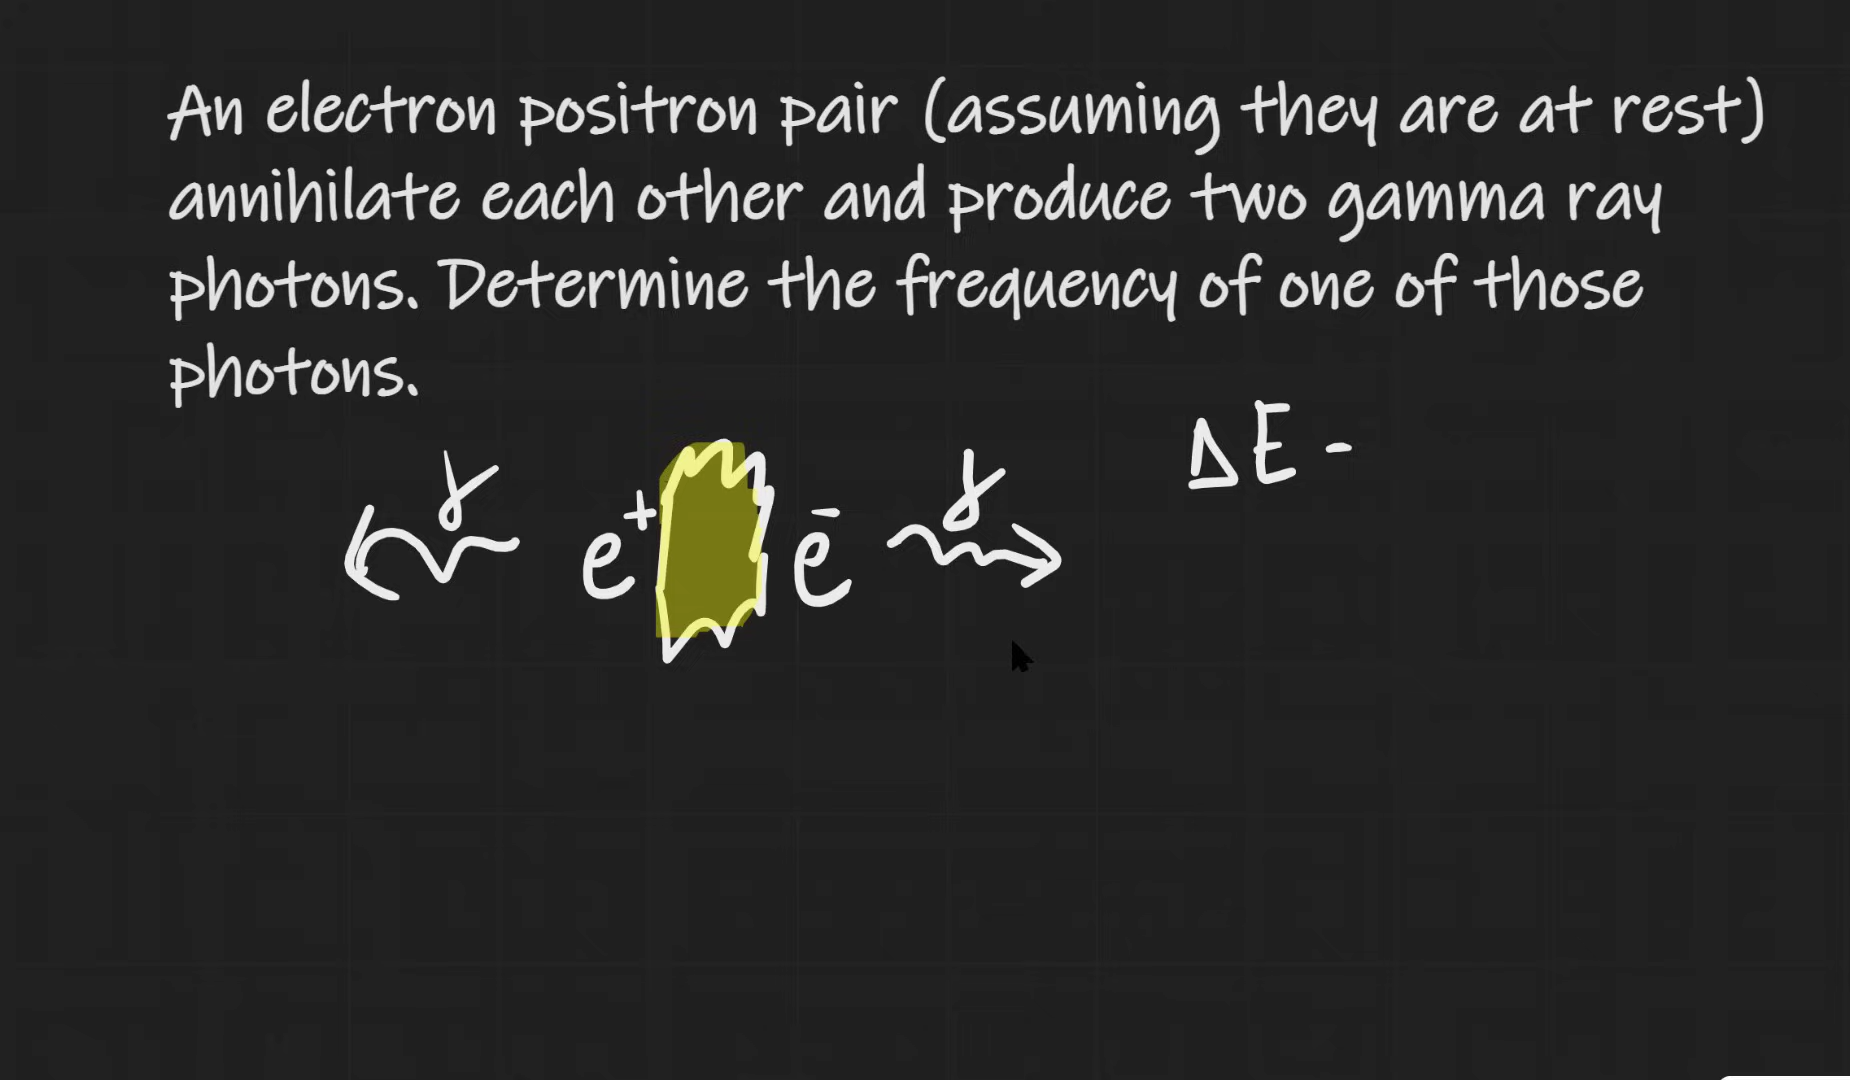 An electron positron pair (assuming they are at rest)
annihilate each other and produce two gamma ray
photons. Determine the frequency of one of those
photons.
ΔE -
γ e⁺ e⁻ γ